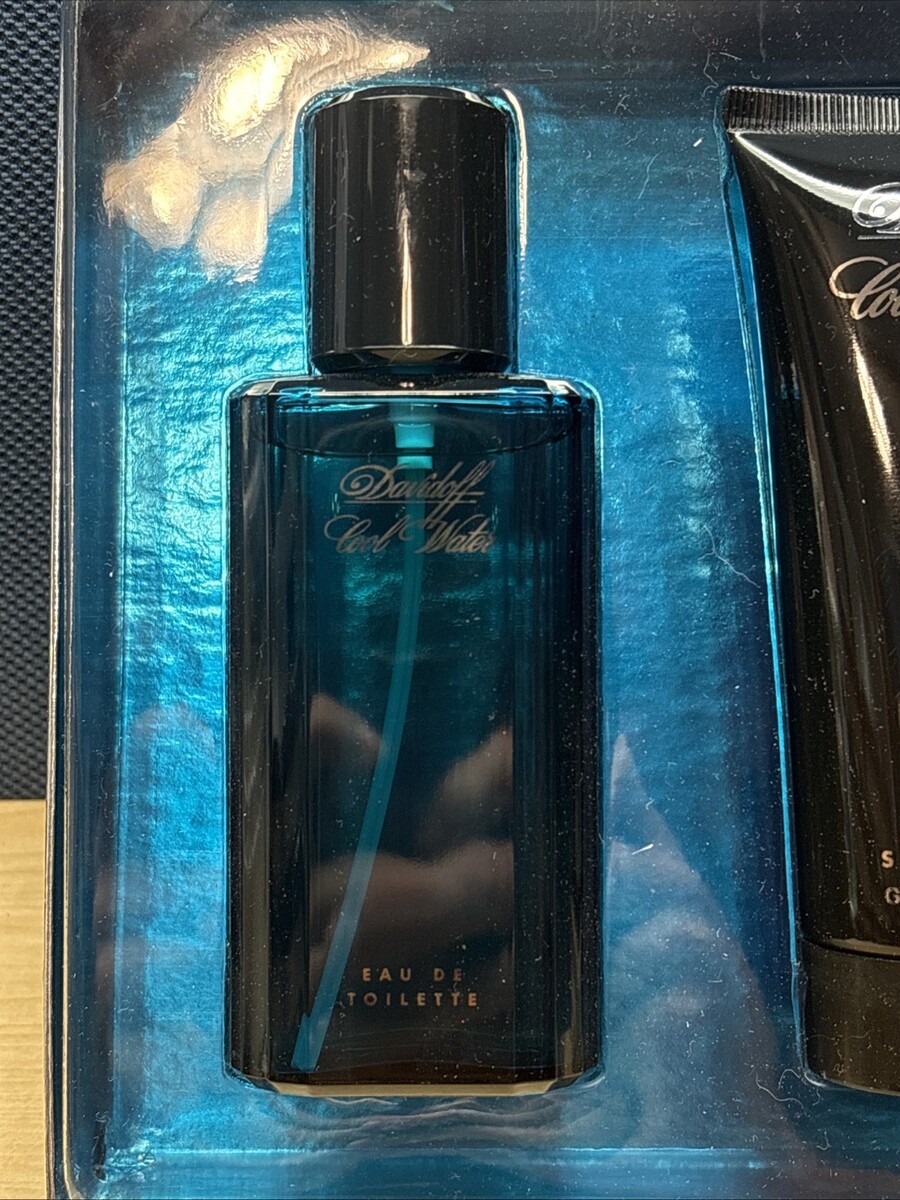 Davidoff
Cool Water
EAU DE
TOILETTE